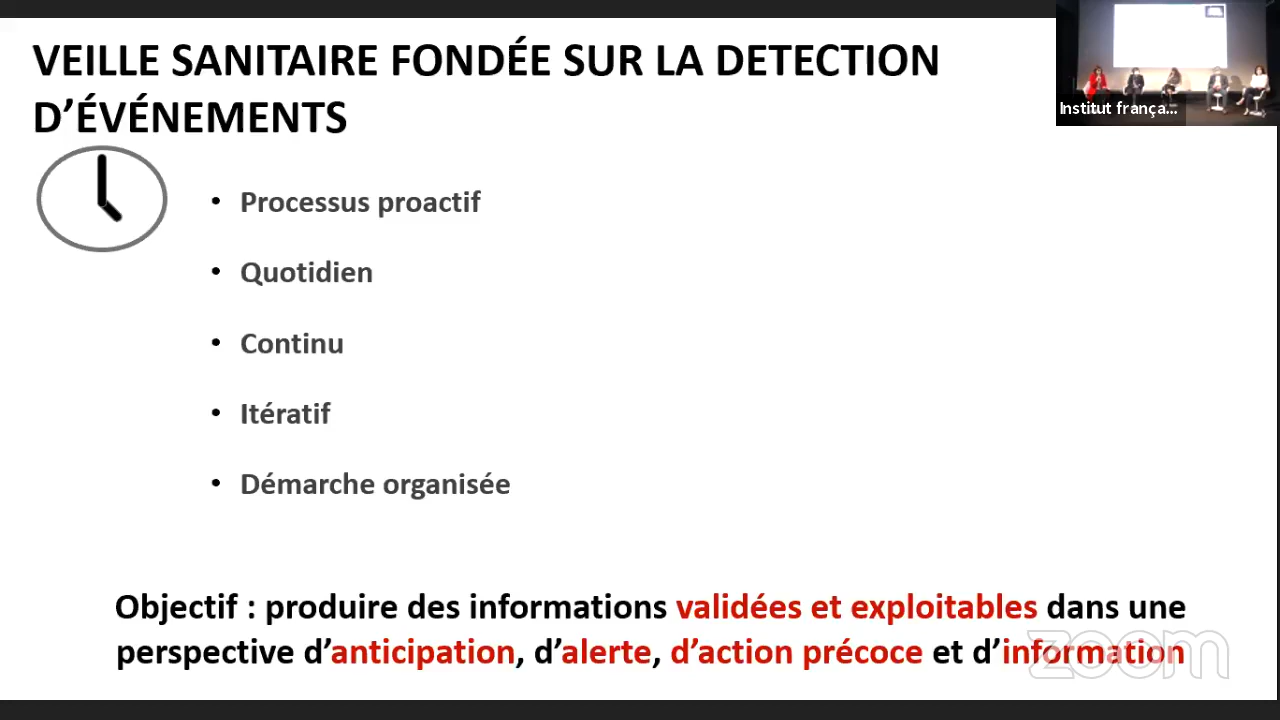 VEILLE SANITAIRE FONDÉE SUR LA DETECTION
D’ÉVÉNEMENTS
Institut frança...
• Processus proactif
• Quotidien
• Continu
• Itératif
• Démarche organisée
Objectif : produire des informations validées et exploitables dans une
perspective d’anticipation, d’alerte, d’action précoce et d’information
zoom